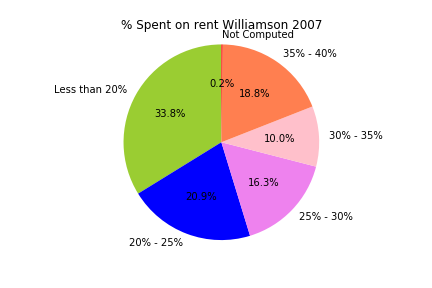 % Spent on rent Williamson 2007
Not Computed
35% - 40%
Less than 20%
0.2%
18.8%
33.8%
10.0%
30% - 35%
16.3%
20.9%
25% - 30%
20% - 25%